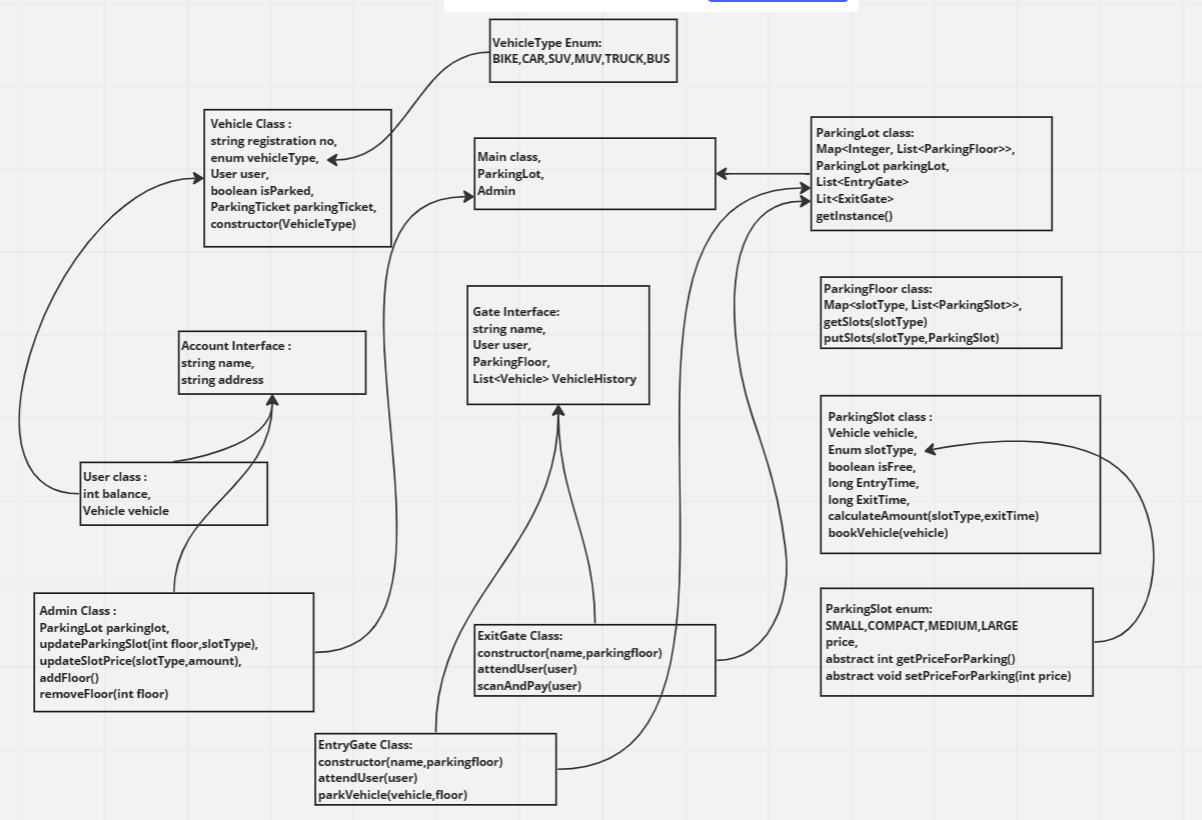 VehicleType Enum:
BIKE,CAR,SUV,MUV,TRUCK,BUS
Vehicle Class :
string registration no,
enum vehicleType,
User user,
boolean isParked,
ParkingTicket parkingTicket,
constructor(VehicleType)
Main class,
ParkingLot,
Admin
ParkingLot class:
Map<Integer, List<ParkingFloor>>,
ParkingLot parkingLot,
List<EntryGate>
Lit<ExitGate>
getInstance()
Gate Interface:
string name,
User user,
ParkingFloor,
List<Vehicle> VehicleHistory
ParkingFloor class:
Map<slotType, List<ParkingSlot>>,
getSlots(slotType)
putSlots(slotType,ParkingSlot)
Account Interface :
string name,
string address
ParkingSlot class :
Vehicle vehicle,
Enum slotType,
boolean isFree,
long EntryTime,
long ExitTime,
calculateAmount(slotType,exitTime)
bookVehicle(vehicle)
User class :
int balance,
Vehicle vehicle
Admin Class :
ParkingLot parkinglot,
updateParkingSlot(int floor,slotType),
updateSlotPrice(slotType,amount),
addFloor()
removeFloor(int floor)
ExitGate Class:
constructor(name,parkingfloor)
attendUser(user)
scanAndPay(user)
ParkingSlot enum:
SMALL,COMPACT,MEDIUM,LARGE
price,
abstract int getPriceForParking()
abstract void setPriceForParking(int price)
EntryGate Class:
constructor(name,parkingfloor)
attendUser(user)
parkVehicle(vehicle,floor)